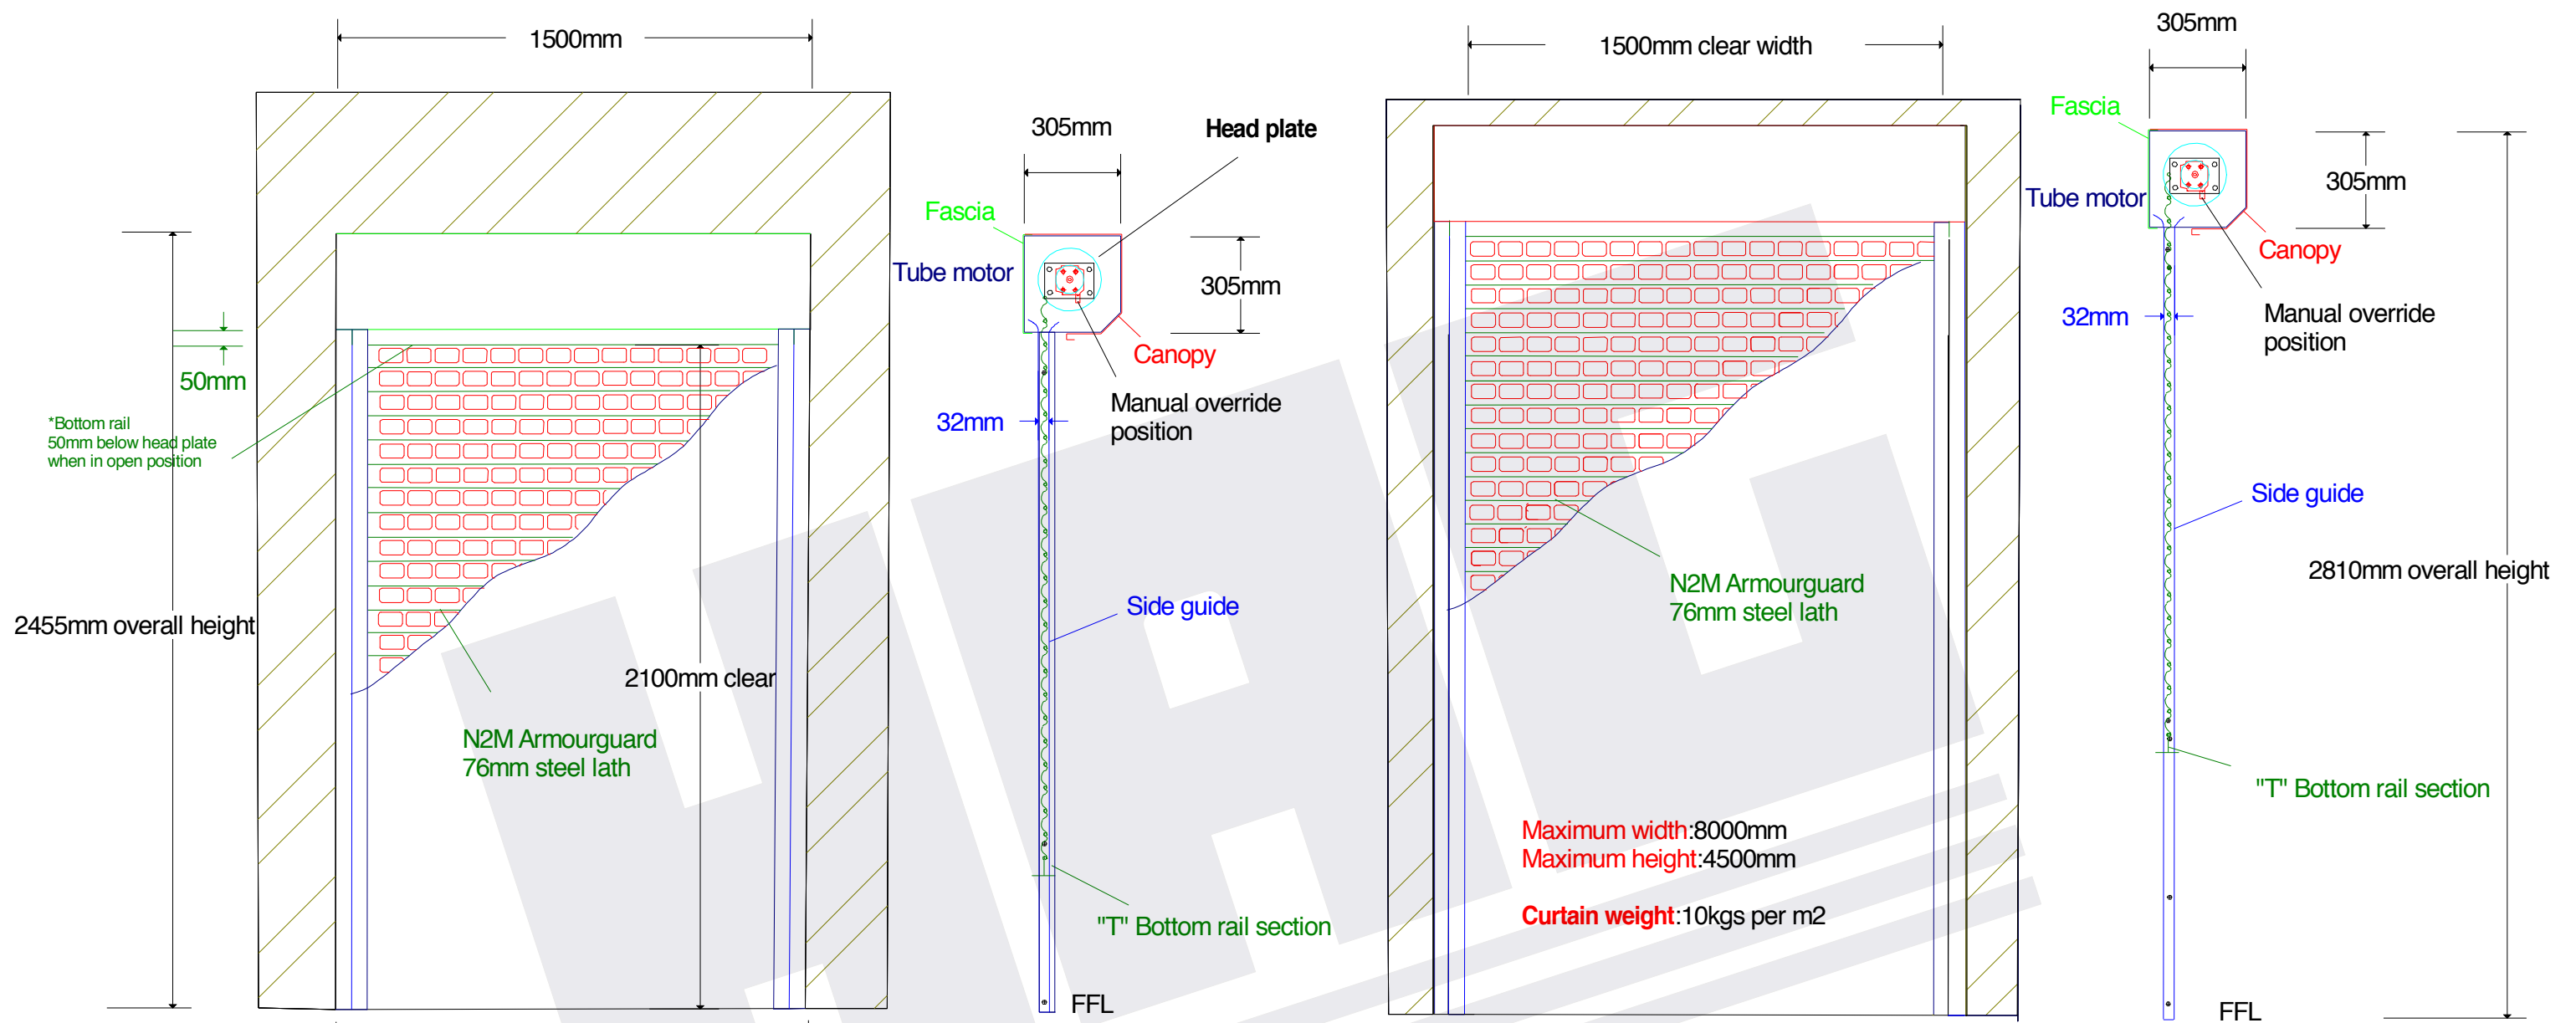 1500mm
305mm
Head plate
Fascia
Tube motor
305mm
50mm
Canopy
*Bottom rail
50mm below head plate
when in open position
32mm
Manual override
position
2455mm overall height
2100mm clear
Side guide
N2M Armourguard
76mm steel lath
"T" Bottom rail section
FFL
1500mm clear width
305mm
Fascia
Tube motor
305mm
Canopy
32mm
Manual override
position
Side guide
2810mm overall height
N2M Armourguard
76mm steel lath
"T" Bottom rail section
Maximum width:8000mm
Maximum height:4500mm
Curtain weight:10kgs per m2
FFL